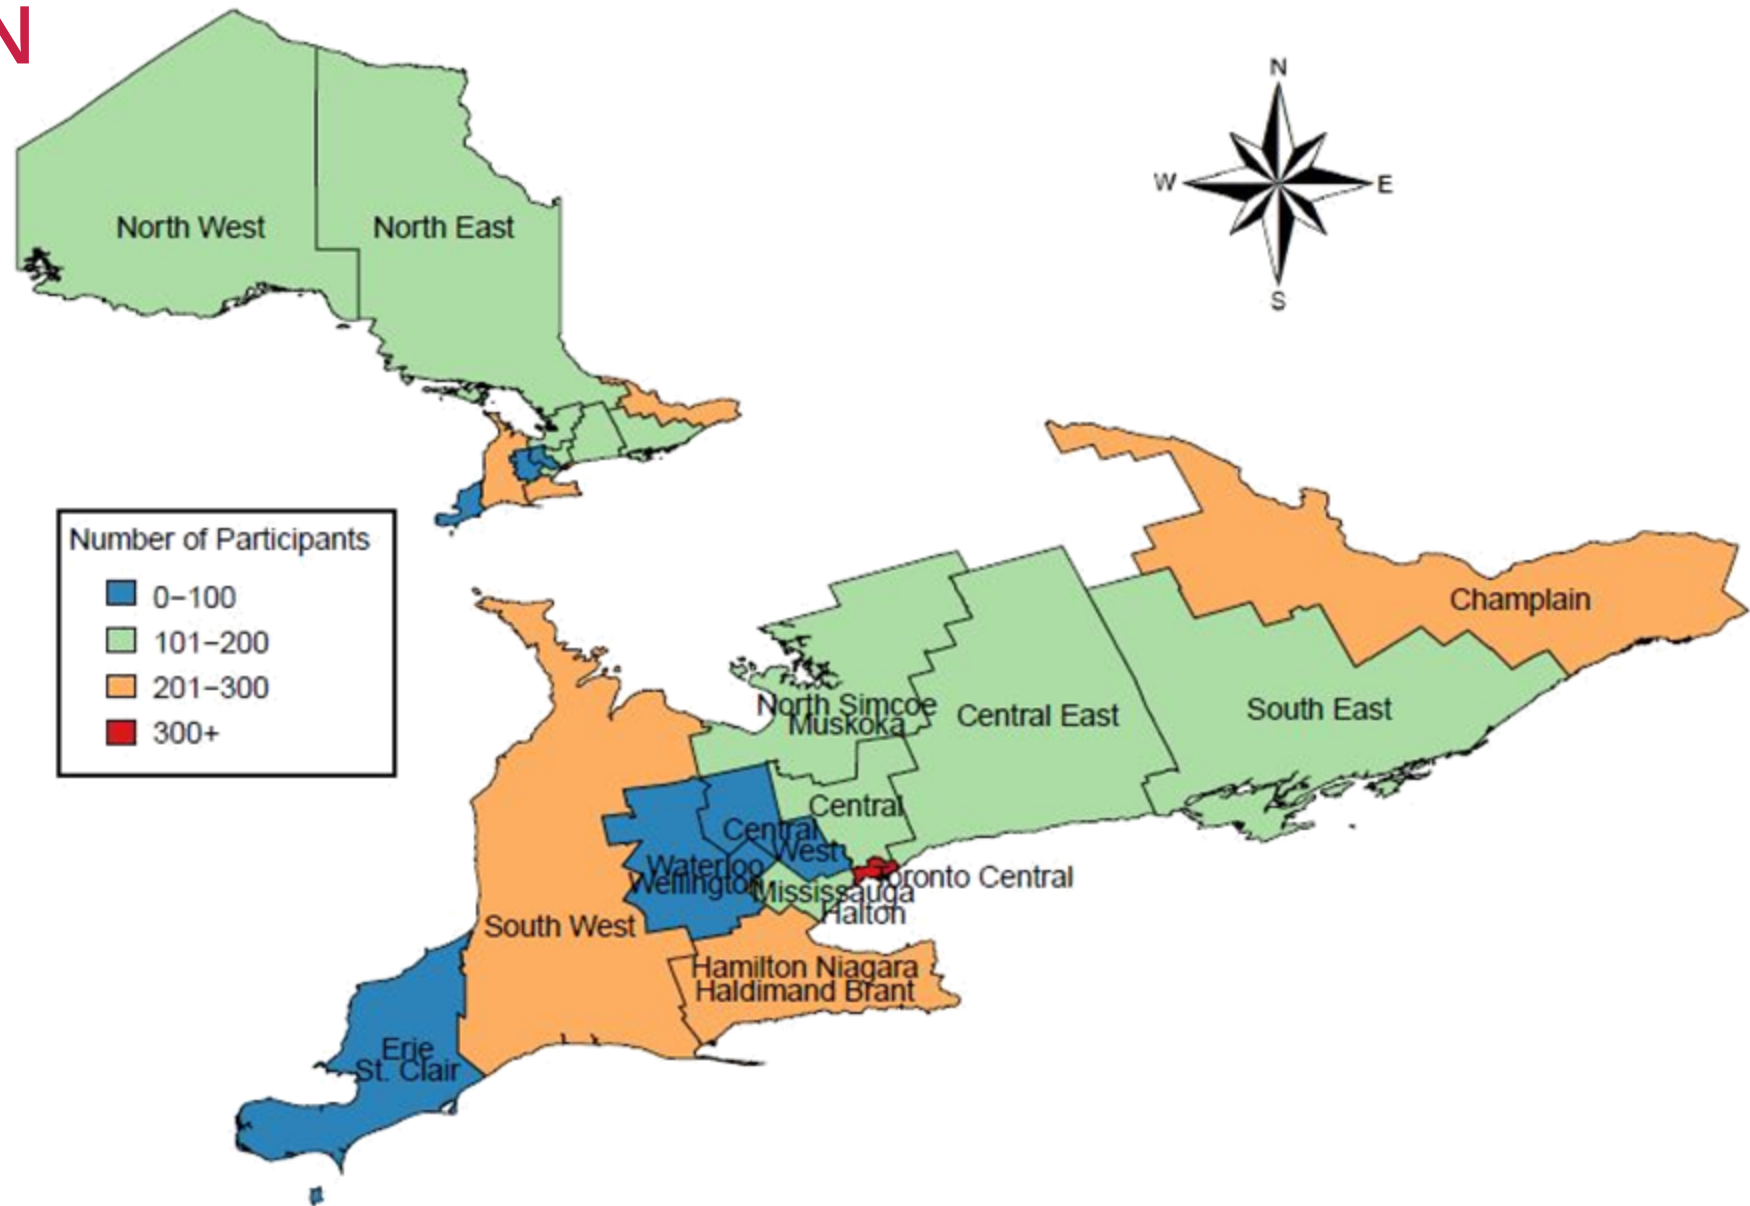 N
N
W
E
S
North West
North East
Number of Participants
0–100
101–200
201–300
300+
Champlain
North Simcoe
Muskoka
Central East
South East
Central
Central
West
Waterloo
Wellington
Toronto Central
Mississauga
Halton
South West
Hamilton Niagara
Haldimand Brant
Erie
St. Clair